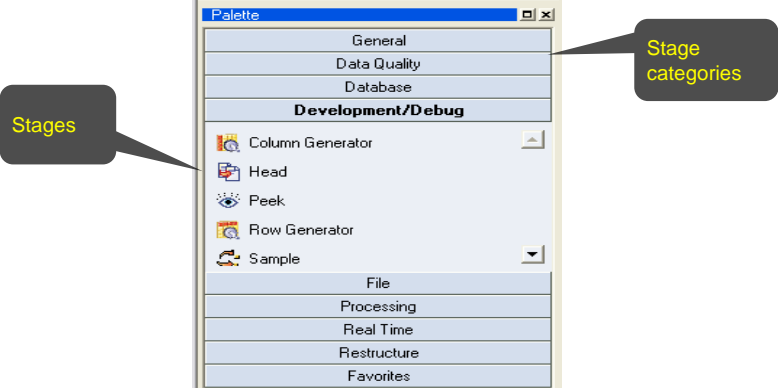 Palette
General
Data Quality
Database
Development/Debug
Column Generator
Head
Peek
Row Generator
Sample
File
Processing
Real Time
Restructure
Favorites
Stages
Stage
categories